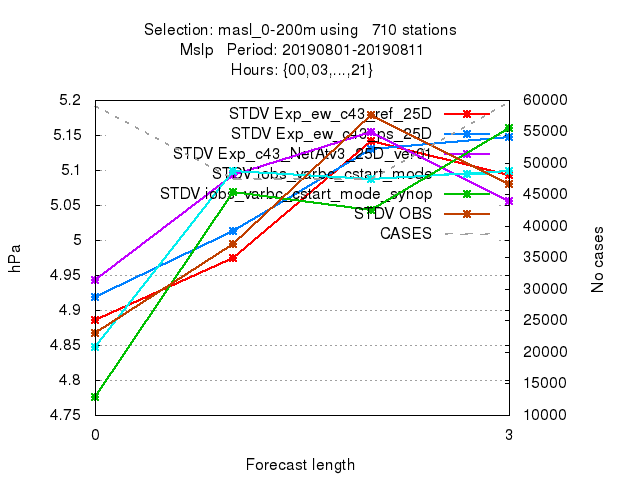 Selection: masl_0-200m using   710 stations
Mslp   Period: 20190801-20190811
Hours: {00,03,...,21}
5.2
5.15
5.1
5.05
5
4.95
4.9
4.85
4.8
4.75
hPa
STDV Exp_ew_c43_ref_25D
STDV Exp_ew_c43_ps_25D
STDV Exp_c43_NetAtv3_25D_ver01
STDV iobs_varbc_cstart_mode
STDV iobs_varbc_cstart_mode_synop
STDV OBS
CASES
60000
55000
50000
45000
40000
35000
30000
25000
20000
15000
10000
No cases
0
3
Forecast length